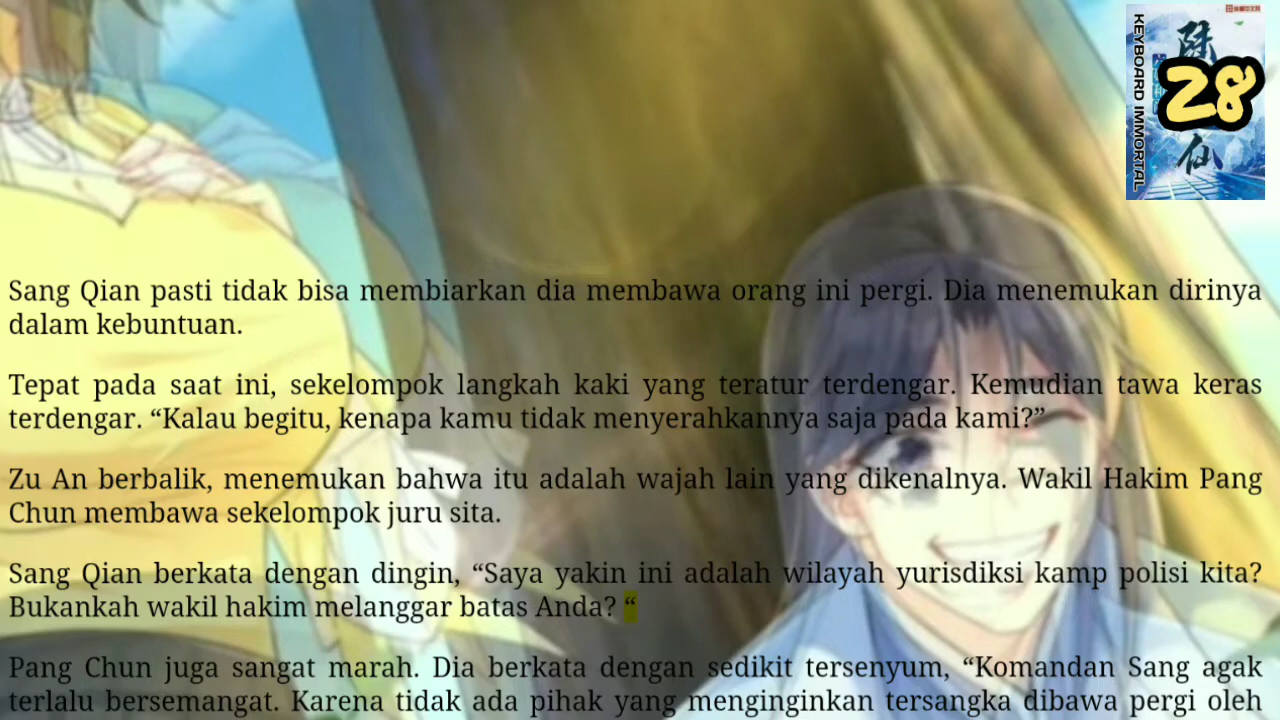 KEYBOARD IMMORTAL
陆
仙
28
Sang Qian pasti tidak bisa membiarkan dia membawa orang ini pergi. Dia menemukan dirinya
dalam kebuntuan.
Tepat pada saat ini, sekelompok langkah kaki yang teratur terdengar. Kemudian tawa keras
terdengar. “Kalau begitu, kenapa kamu tidak menyerahkannya saja pada kami?”
Zu An berbalik, menemukan bahwa itu adalah wajah lain yang dikenalnya. Wakil Hakim Pang
Chun membawa sekelompok juru sita.
Sang Qian berkata dengan dingin, “Saya yakin ini adalah wilayah yurisdiksi kamp polisi kita?
Bukankah wakil hakim melanggar batas Anda? “
Pang Chun juga sangat marah. Dia berkata dengan sedikit tersenyum, “Komandan Sang agak
terlalu bersemangat. Karena tidak ada pihak yang menginginkan tersangka dibawa pergi oleh